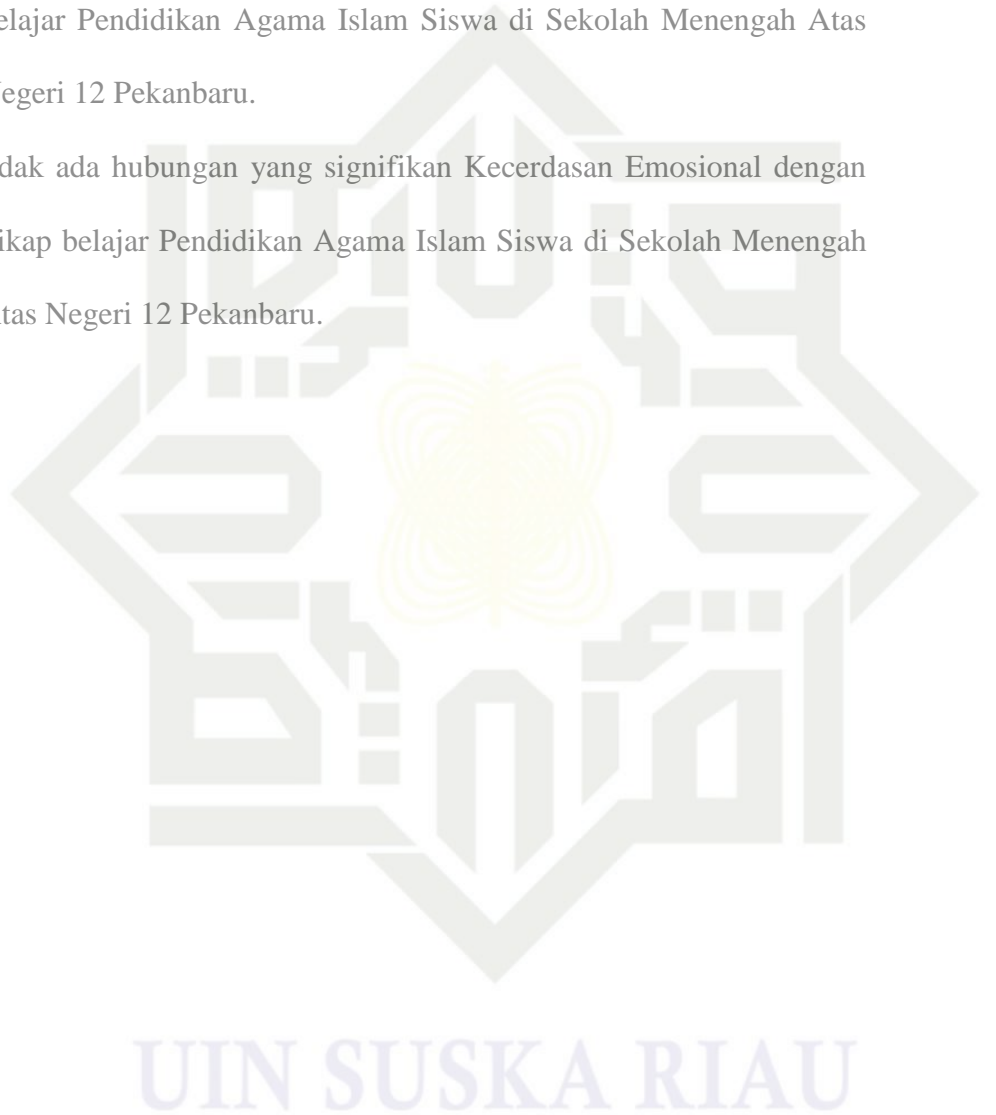 elajar Pendidikan Agama Islam Siswa di Sekolah Menengah Atas
egeri 12 Pekanbaru.
dak ada hubungan yang signifikan Kecerdasan Emosional dengan
ikap belajar Pendidikan Agama Islam Siswa di Sekolah Menengah
tas Negeri 12 Pekanbaru.
UIN SUSKA RIAU